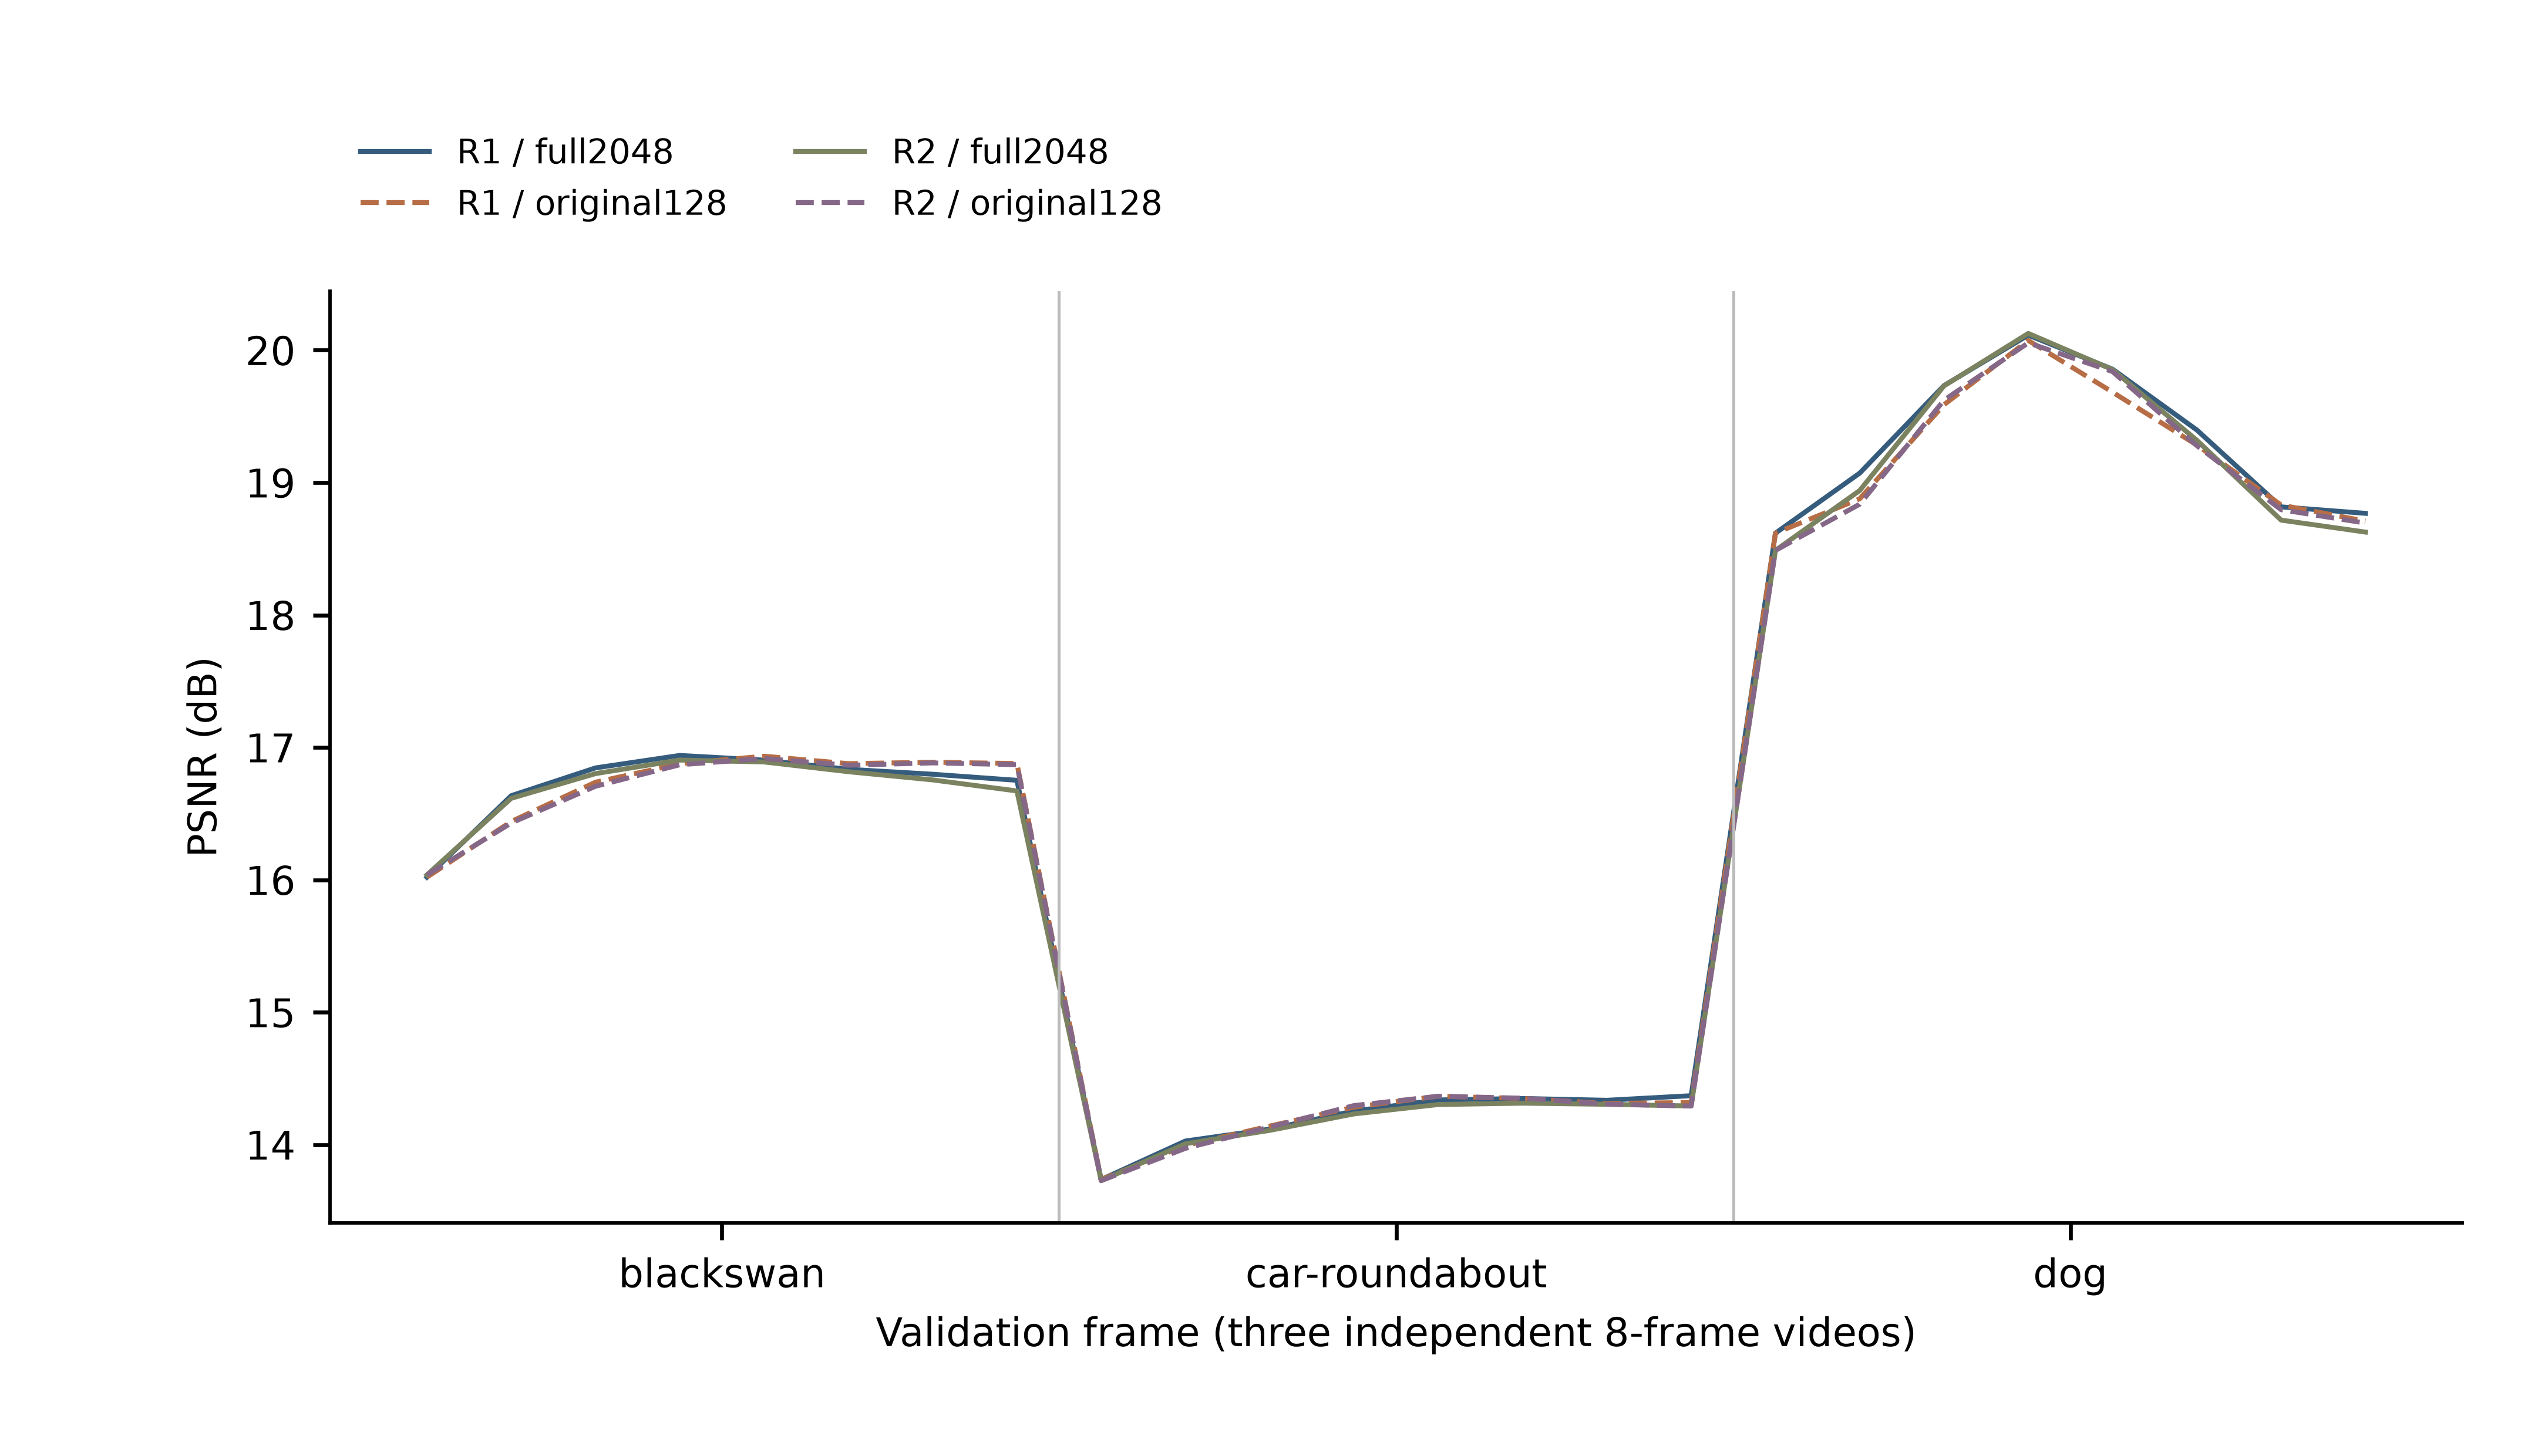 R1 / full2048
R1 / original128
R2 / full2048
R2 / original128
PSNR (dB)
20
19
18
17
16
15
14
blackswan
car-roundabout
dog
Validation frame (three independent 8-frame videos)